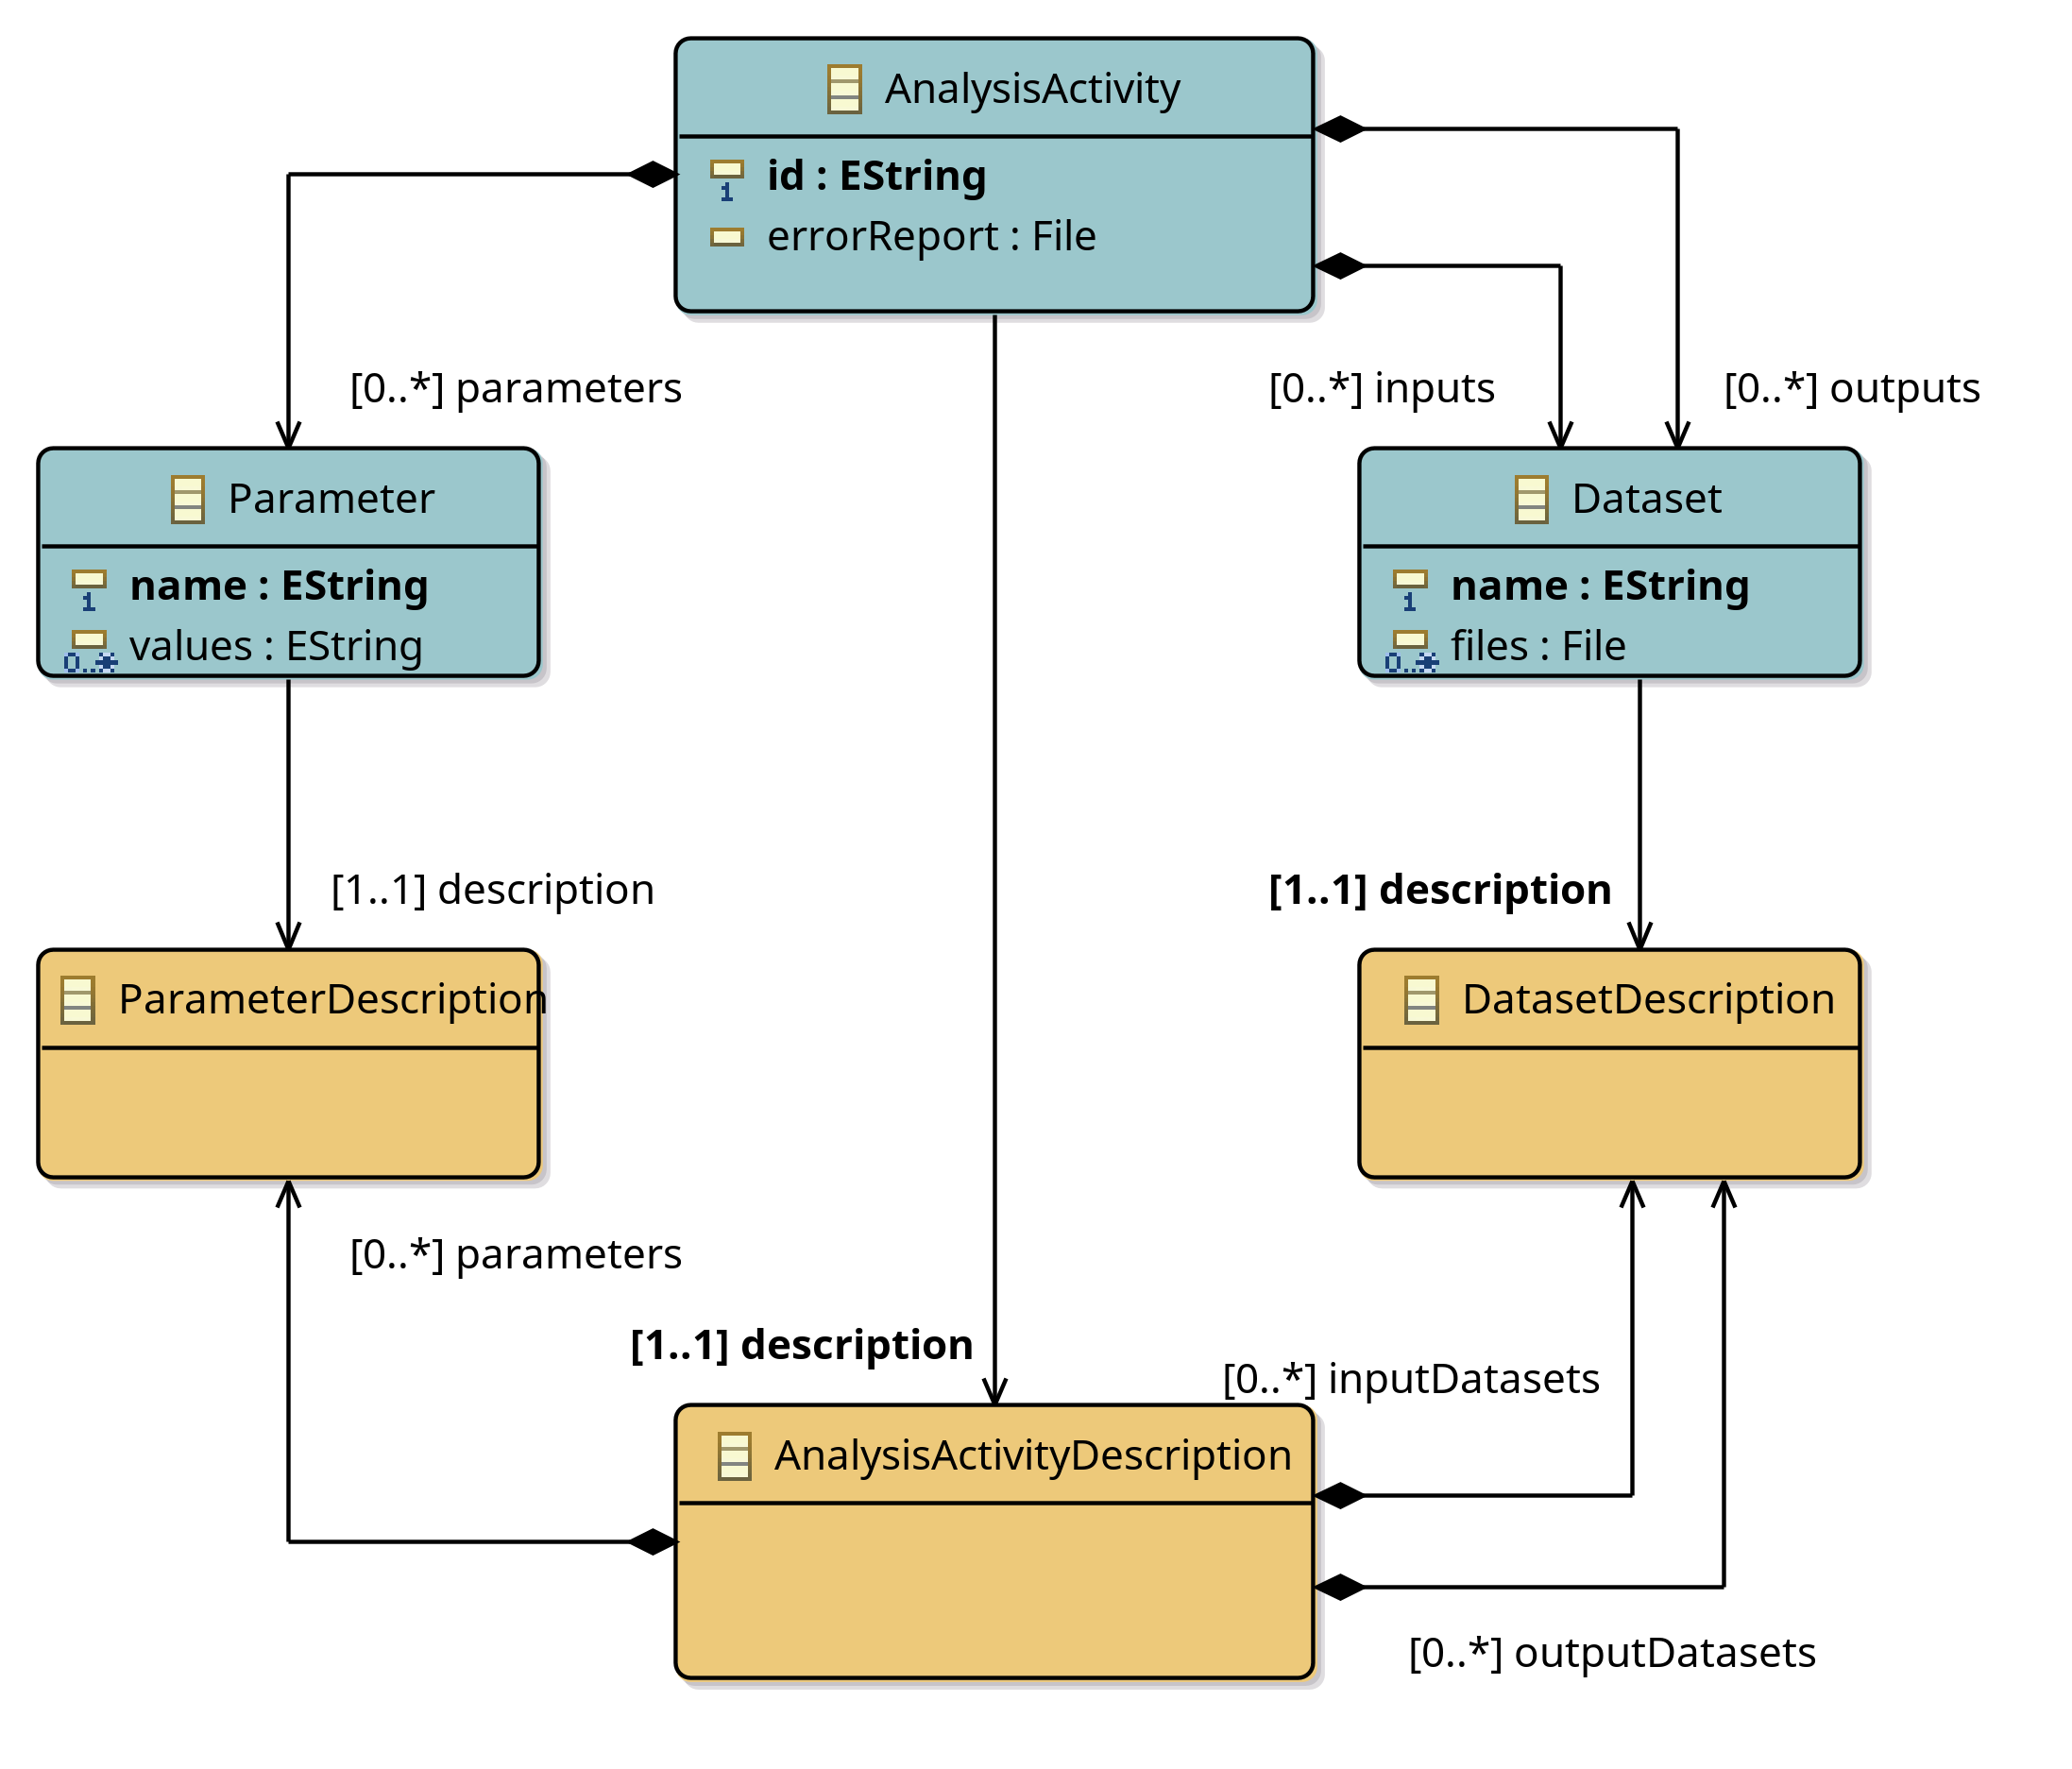 AnalysisActivity
1 id : EString
errorReport : File
[0..*] parameters
[0..*] inputs
[0..*] outputs
Parameter
1 name : EString
0..* values : EString
Dataset
1 name : EString
0..* files : File
[1..1] description
[1..1] description
ParameterDescription
DatasetDescription
[0..*] parameters
[1..1] description
[0..*] inputDatasets
AnalysisActivityDescription
[0..*] outputDatasets